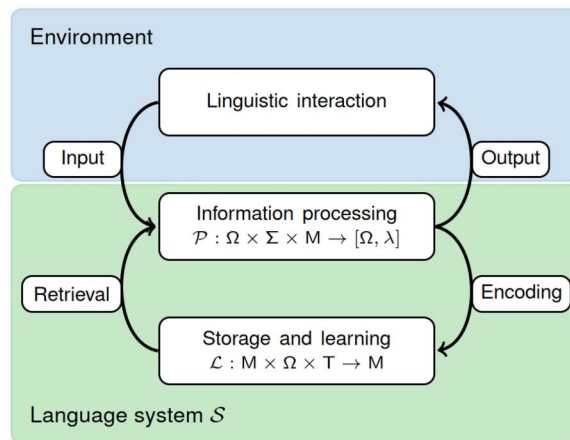 Environment
Linguistic interaction
Input
Output
Information processing
𝒫 : Ω × Σ × M → [Ω, λ]
Retrieval
Encoding
Storage and learning
ℒ : M × Ω × T → M
Language system 𝒮